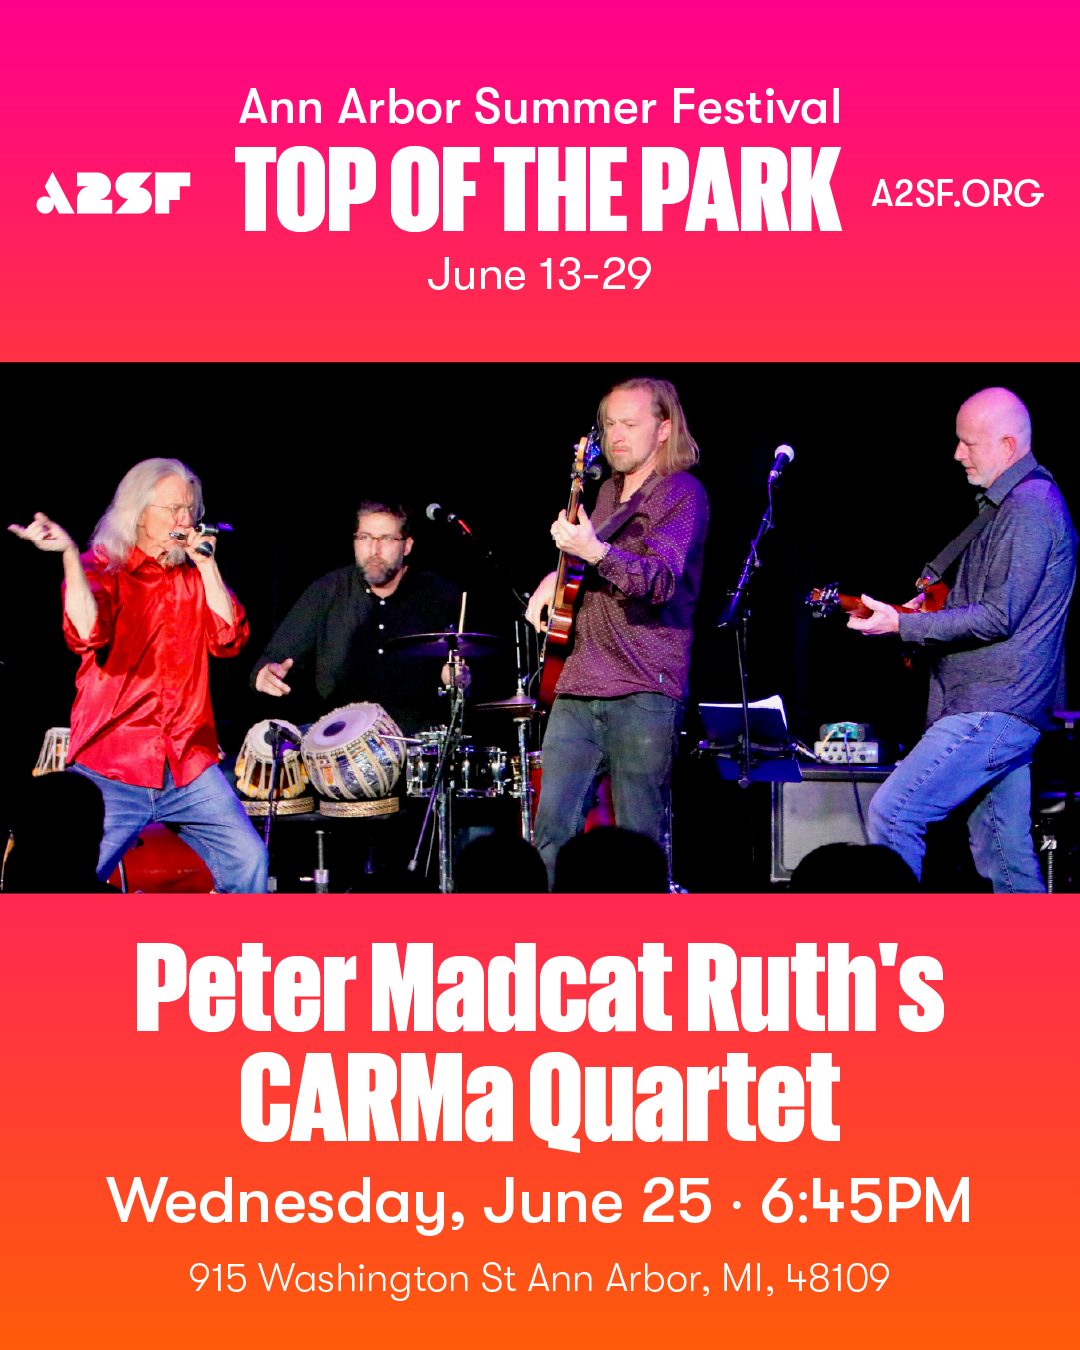 Ann Arbor Summer Festival
A2SF
TOP OF THE PARK
A2SF.ORG
June 13-29
Peter Madcat Ruth's
CARMa Quartet
Wednesday, June 25 · 6:45PM
915 Washington St Ann Arbor, MI, 48109